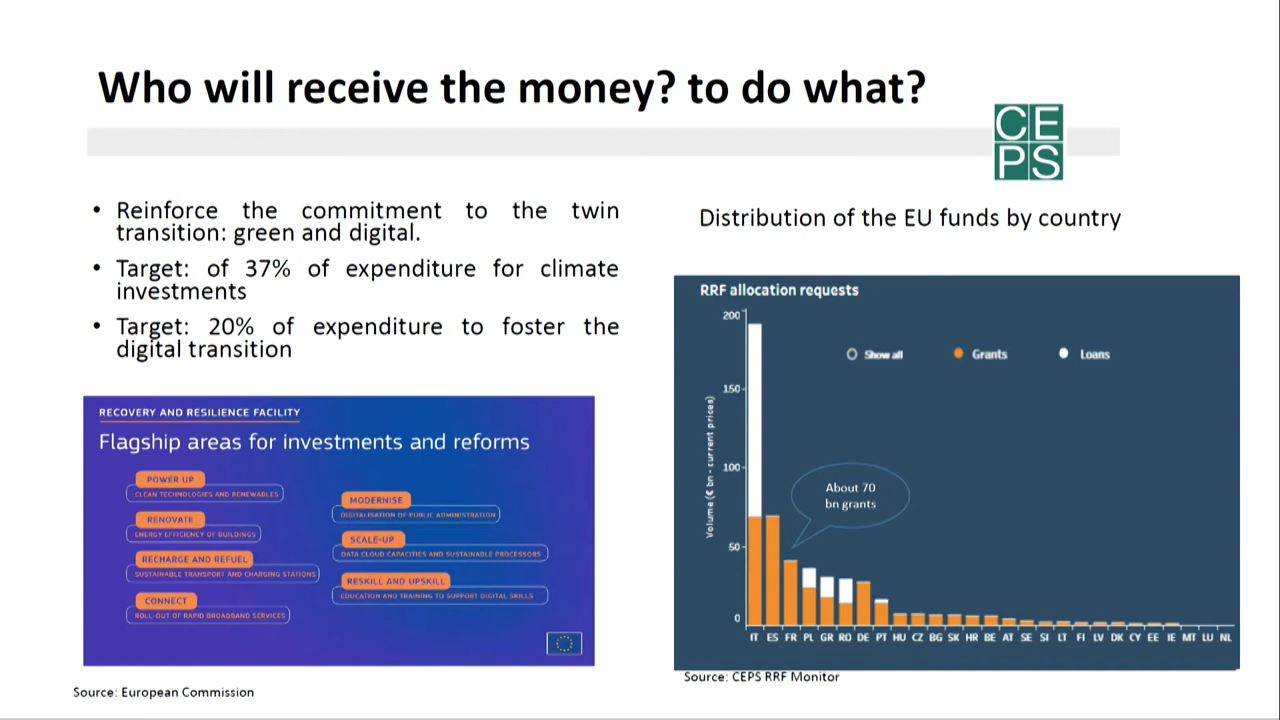 Who will receive the money? to do what?
CE
PS
• Reinforce the commitment to the twin
transition: green and digital.
• Target: of 37% of expenditure for climate
investments
• Target: 20% of expenditure to foster the
digital transition
RECOVERY AND RESILIENCE FACILITY
Flagship areas for investments and reforms
POWER UP
CLEAN TECHNOLOGIES AND RENEWABLES
RENOVATE
ENERGY EFFICIENCY OF BUILDINGS
RECHARGE AND REFUEL
SUSTAINABLE TRANSPORT AND CHARGING STATIONS
CONNECT
ROLL-OUT OF RAPID BROADBAND SERVICES
MODERNISE
DIGITALISATION OF PUBLIC ADMINISTRATION
SCALE-UP
DATA CLOUD CAPACITIES AND SUSTAINABLE PROCESSORS
RESKILL AND UPSKILL
EDUCATION AND TRAINING TO SUPPORT DIGITAL SKILLS
Source: European Commission
Distribution of the EU funds by country
RRF allocation requests
Show all Grants Loans
Volume (€ bn - current prices)
200
150
100
50
0
About 70
bn grants
IT ES FR PL GR RO DE PT HU CZ BG SK HR BE AT SE SI LT FI LV DK CY EE IE MT LU NL
Source: CEPS RRF Monitor